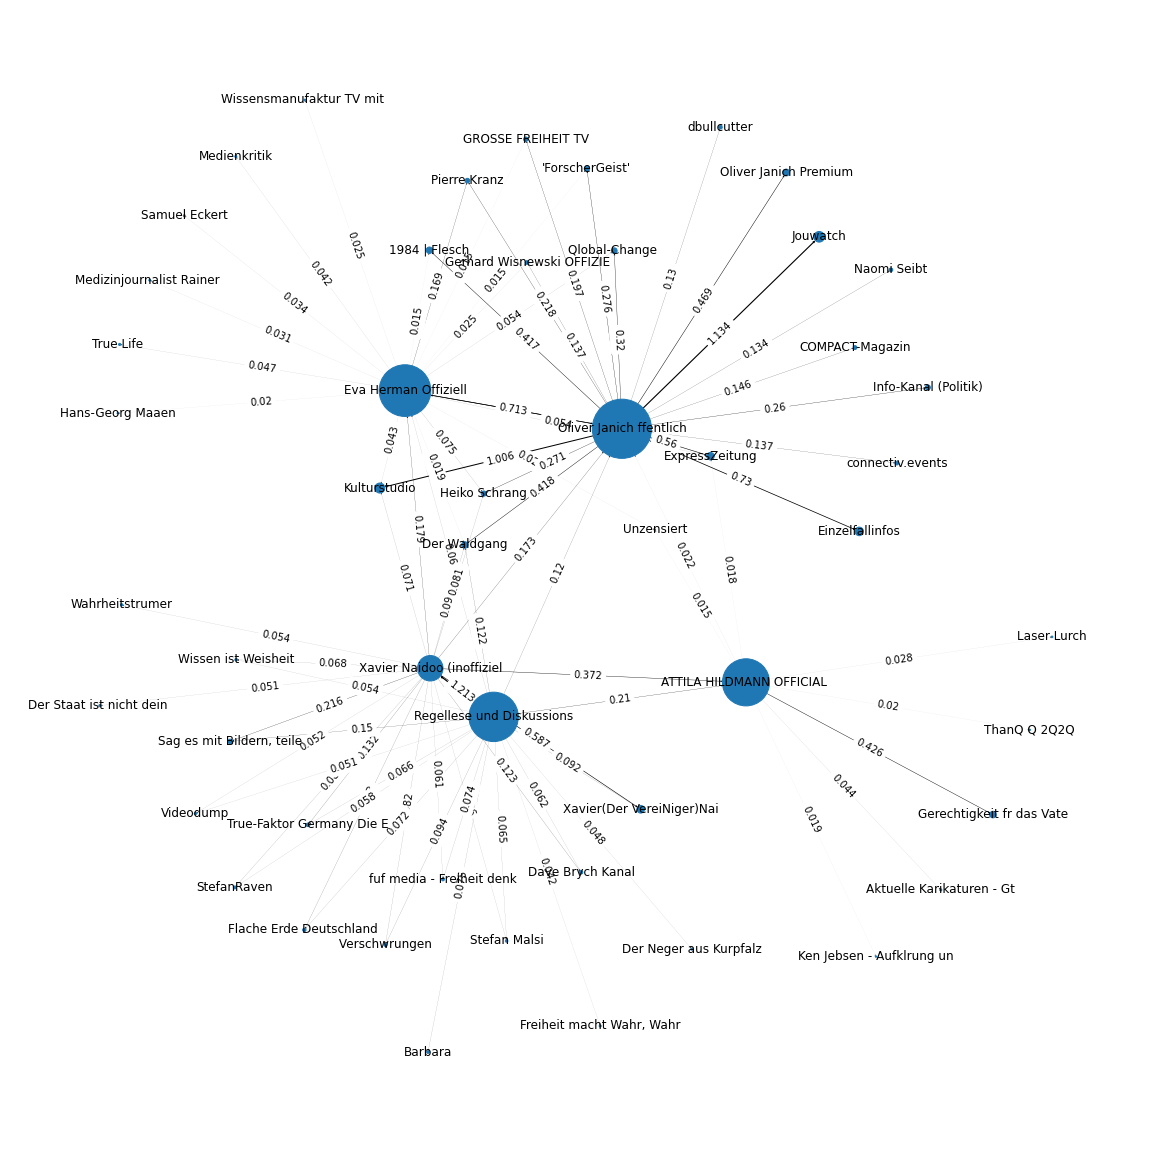 Wissensmanufaktur TV mit
dbullcutter
GROSSE FREIHEIT TV
Medienkritik
'ForscherGeist'
Oliver Janich Premium
Pierre Kranz
Samuel Eckert
Jouwatch
1984 | Flesch
Qlobal-Change
Gerhard Wisnewski OFFIZIE
Naomi Seibt
Medizinjournalist Rainer
0.025
0.042
0.169
0.015
0.197
0.276
0.13
0.469
0.034
0.218
0.015
0.025
0.054
0.137
0.417
0.32
1.134
0.134
True-Life
COMPACT-Magazin
0.031
0.047
0.146
Eva Herman Offiziell
Info-Kanal (Politik)
0.02
0.713
0.054
0.26
Hans-Georg Maaen
Oliver Janich ffentlich
0.043
0.075
0.56
0.137
ExpressZeitung
1.006
0.271
connectiv.events
0.019
0.418
0.73
Kulturstudio
Heiko Schrang
0.179
Unzensiert
Einzelfallinfos
Der Waldgang
0.173
0.022
0.018
0.071
0.081
0.12
0.015
Wahrheitstrumer
0.054
0.122
Laser-Lurch
Wissen ist Weisheit
0.068
Xavier Naidoo (inoffiziel
0.372
0.028
ATTILA HILDMANN OFFICIAL
0.051
0.054
1.213
0.21
0.02
Der Staat ist nicht dein
0.216
Regellese und Diskussions
ThanQ Q 2Q2Q
Sag es mit Bildern, teile
0.052
0.15
0.132
0.587
0.092
0.426
0.051
0.066
0.061
0.123
0.062
0.044
0.058
0.074
Videodump
True-Faktor Germany Die E
0.072
0.094
0.065
Xavier(Der VereiNiger)Nai
0.048
0.019
Gerechtigkeit fr das Vate
StefanRaven
fuf media - Freiheit denk
Dave Brych Kanal
Aktuelle Karikaturen - Gt
Flache Erde Deutschland
Verschwrungen
Stefan Malsi
Der Neger aus Kurpfalz
Ken Jebsen - Aufklrung un
Freiheit macht Wahr, Wahr
Barbara